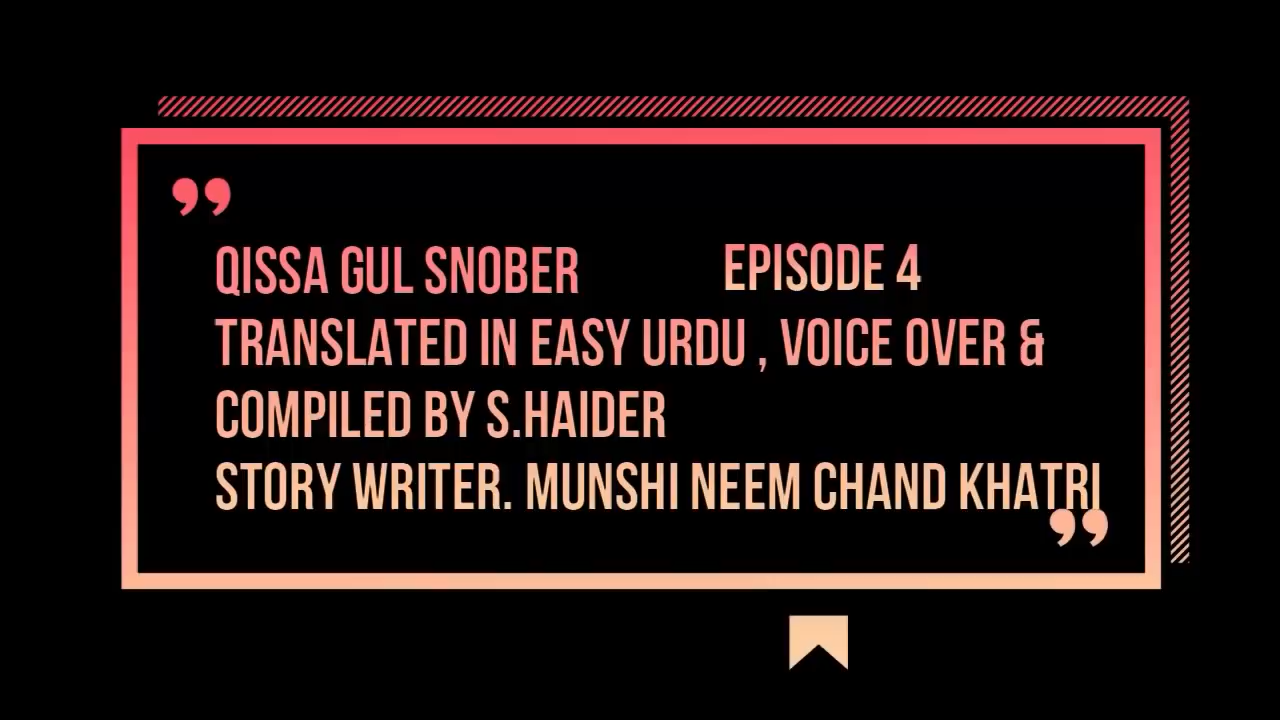 QISSA GUL SNOBER EPISODE 4
TRANSLATED IN EASY URDU , VOICE OVER &
COMPILED BY S.HAIDER
STORY WRITER. MUNSHI NEEM CHAND KHATRI